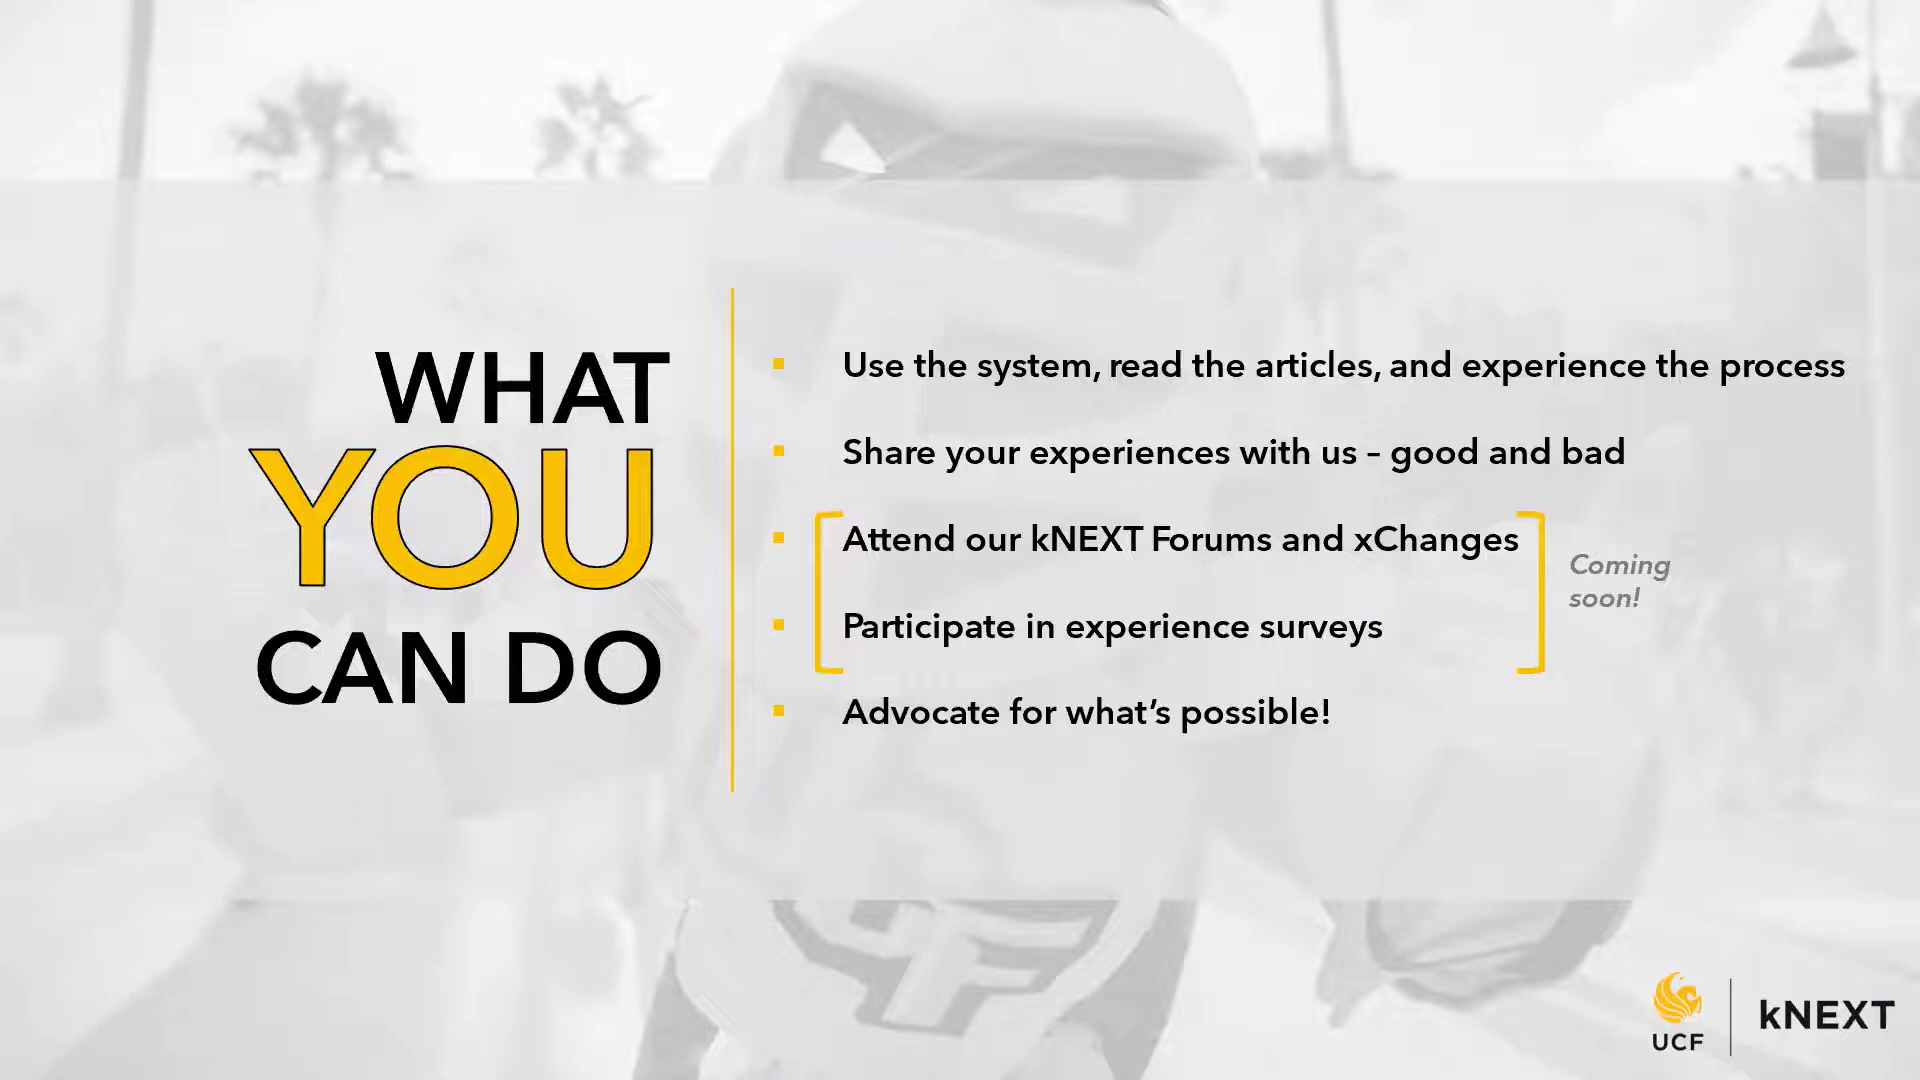 WHAT
YOU
CAN DO
▪ Use the system, read the articles, and experience the process
▪ Share your experiences with us – good and bad
▪ Attend our kNEXT Forums and xChanges
▪ Participate in experience surveys
Coming
soon!
▪ Advocate for what’s possible!
UCF
kNEXT